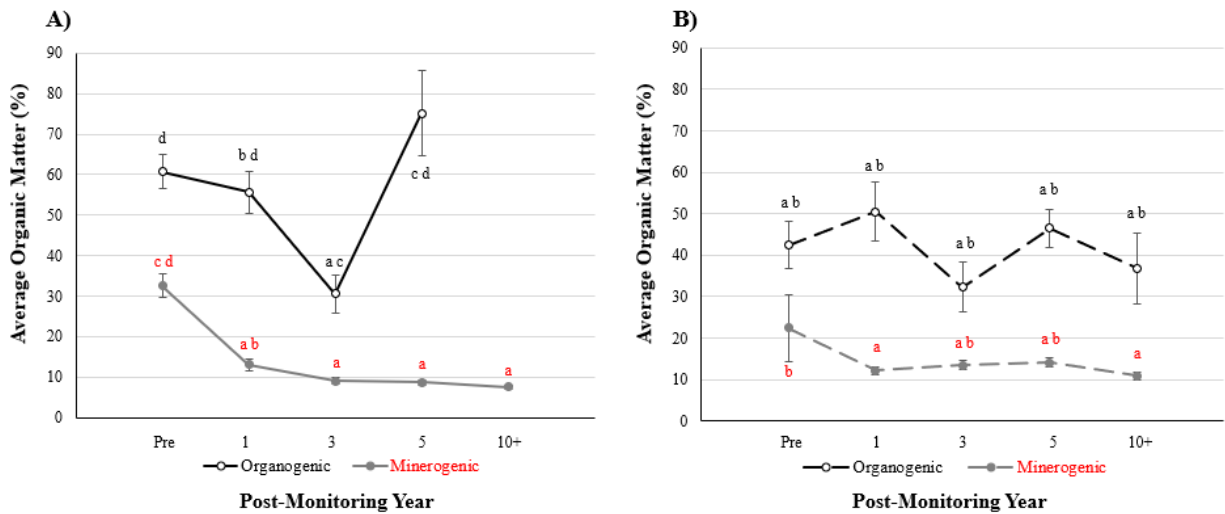 A)
Average Organic Matter (%)
90
80
70
60
50
40
30
20
10
0
d
b d
a c
c d
c d
a b
a
a
a
Pre 1 3 5 10+
Organogenic Minerogenic
Post-Monitoring Year
B)
Average Organic Matter (%)
90
80
70
60
50
40
30
20
10
0
a b
a b
a b
a b
a b
b
a
a b
a b
a
Pre 1 3 5 10+
Organogenic Minerogenic
Post-Monitoring Year